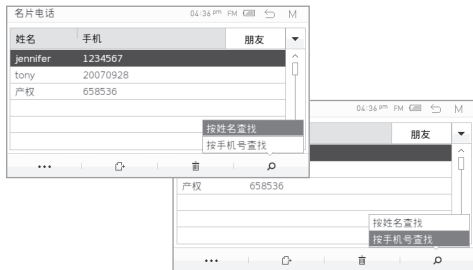 名片电话 04:36 pm FM M
姓名 手机 朋友
jennifer 1234567
tony 20070928
产权 658536
按姓名查找
按手机号查找
04:36 pm FM M
朋友
产权 658536
按姓名查找
按手机号查找